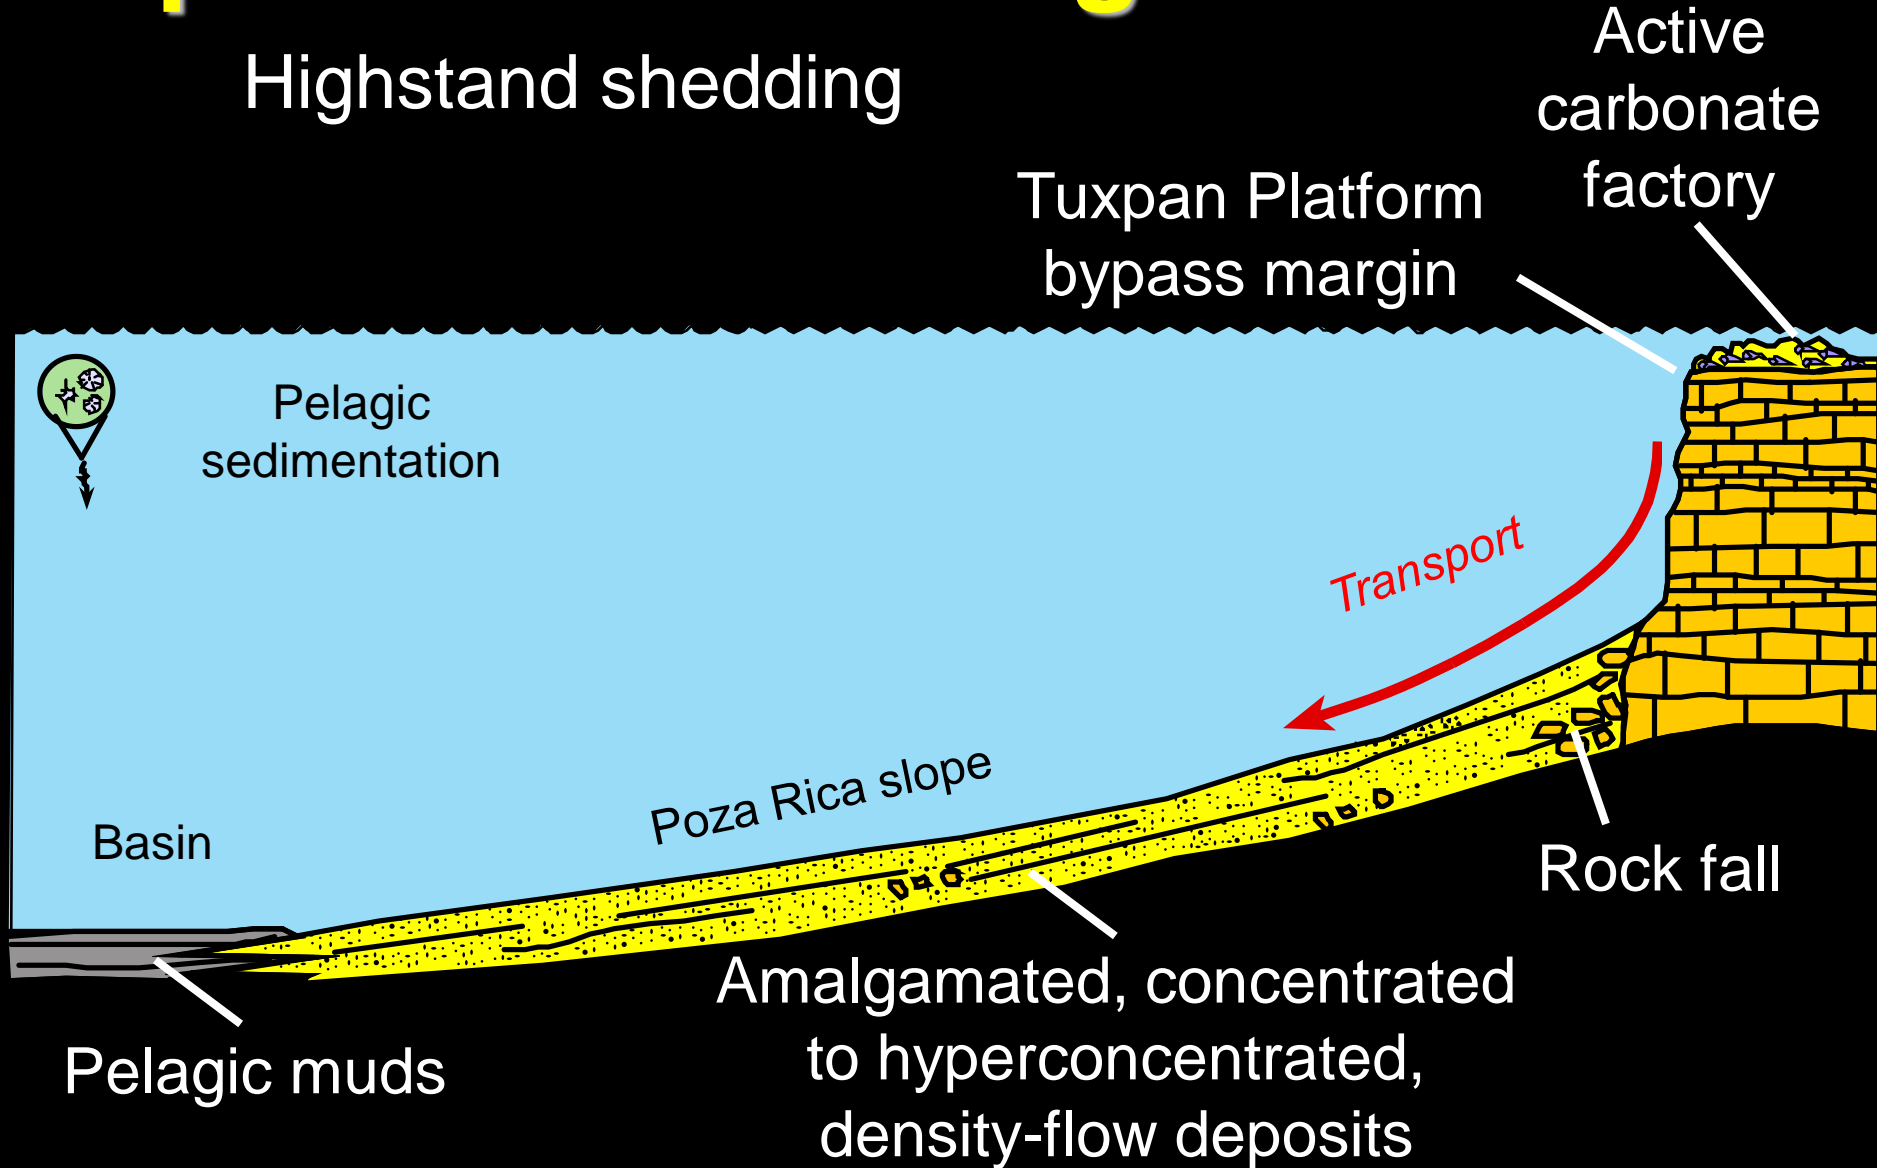 Highstand shedding
Active
carbonate
factory
Tuxpan Platform
bypass margin
Pelagic
sedimentation
Transport
Poza Rica slope
Basin
Rock fall
Amalgamated, concentrated
to hyperconcentrated,
density-flow deposits
Pelagic muds